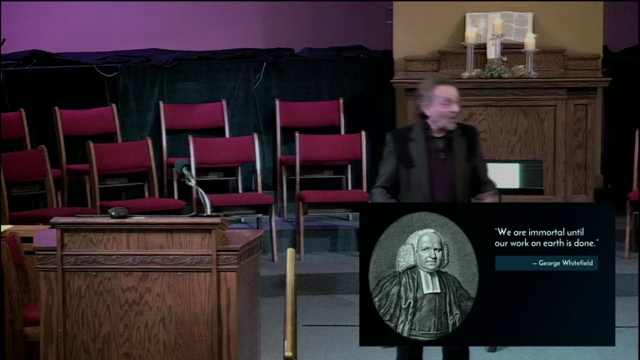 "We are immortal until
our work on earth is done."
— George Whitefield